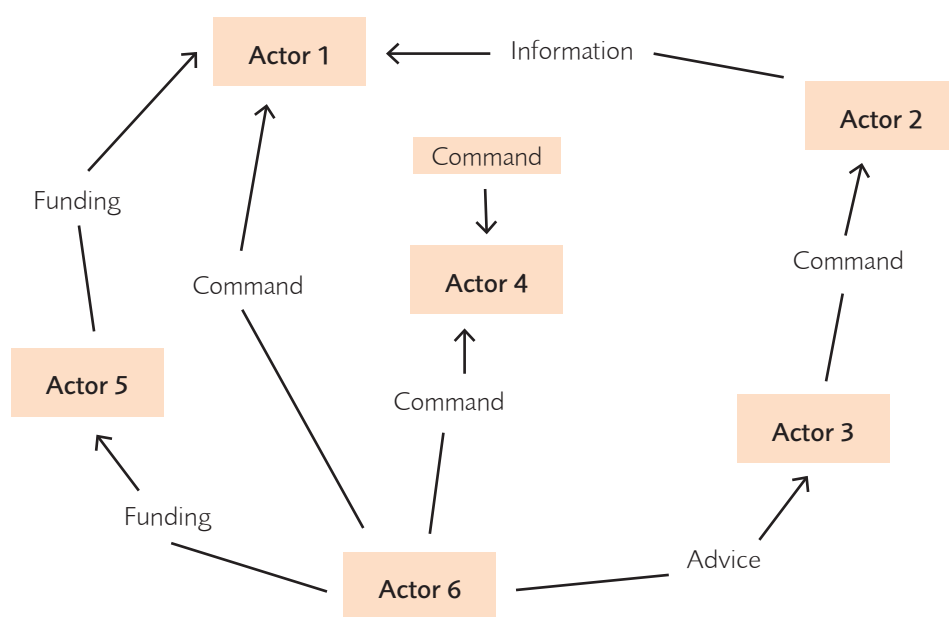 Actor 1
Information
Actor 2
Command
Funding
Command
Command
Actor 4
Actor 5
Command
Actor 3
Funding
Advice
Actor 6